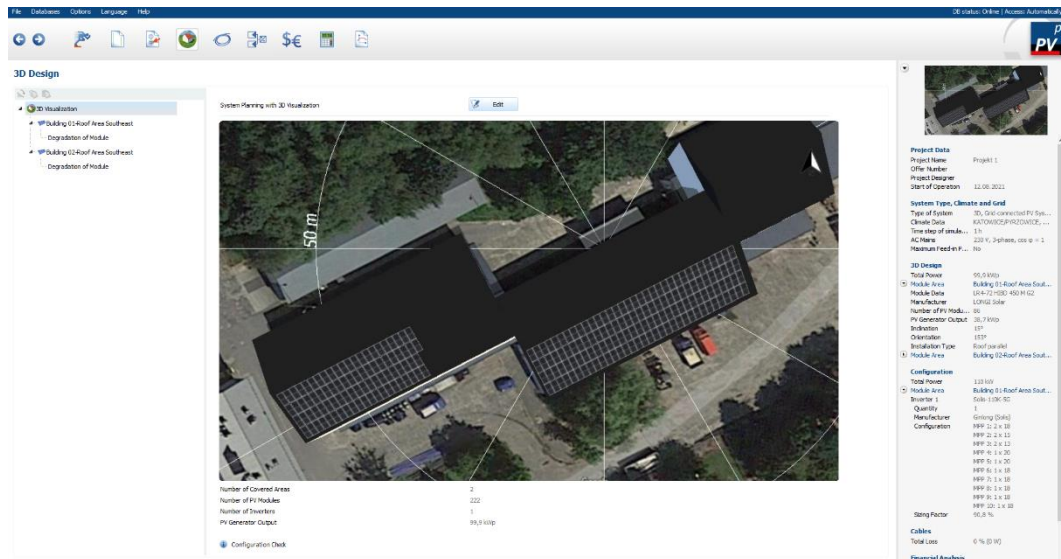 File Databases Options Language Help
DB status: Online | Access: Automatically
PV
3D Design
3D Visualization
Building 01-Roof Area Southeast
Degradation of Module
Building 02-Roof Area Southeast
Degradation of Module
System Planning with 3D Visualization
Edit
50 m
Number of Covered Areas 2
Number of PV Modules 222
Number of Inverters 1
PV Generator Output 99,9 kWp
Configuration Check
Project Data
Project Name Projekt 1
Offer Number
Project Designer
Start of Operation 12.08.2021
System Type, Climate and Grid
Type of System 3D, Grid-connected PV Sys...
Climate Data KATOWICE/PYRZOWICE, ...
Time step of simula... 1 h
AC Mains 230 V, 3-phase, cos φ = 1
Maximum Feed-in P... No
3D Design
Total Power 99,9 kWp
Module Area Building 01-Roof Area Sout...
Module Data LR4-72 HIBD 450 M G2
Manufacturer LONGI Solar
Number of PV Modu...
PV Generator Output 38,7 kWp
Inclination 15°
Orientation 153°
Installation Type Roof parallel
Module Area Building 02-Roof Area Sout...
Configuration
Total Power 110 kW
Module Area Building 01-Roof Area Sout...
Inverter 1 Solis-110K-5G
Quantity 1
Manufacturer Ginlong (Solis)
Configuration MPP 1: 2 x 18
MPP 2: 2 x 13
MPP 3: 2 x 13
MPP 4: 1 x 20
MPP 5: 1 x 20
MPP 6: 1 x 18
MPP 7: 1 x 18
MPP 8: 1 x 18
MPP 9: 1 x 18
MPP 10: 1 x 18
Sizing Factor 90,8 %
Cables
Total Loss 0 % (0 W)
Financial Analysis